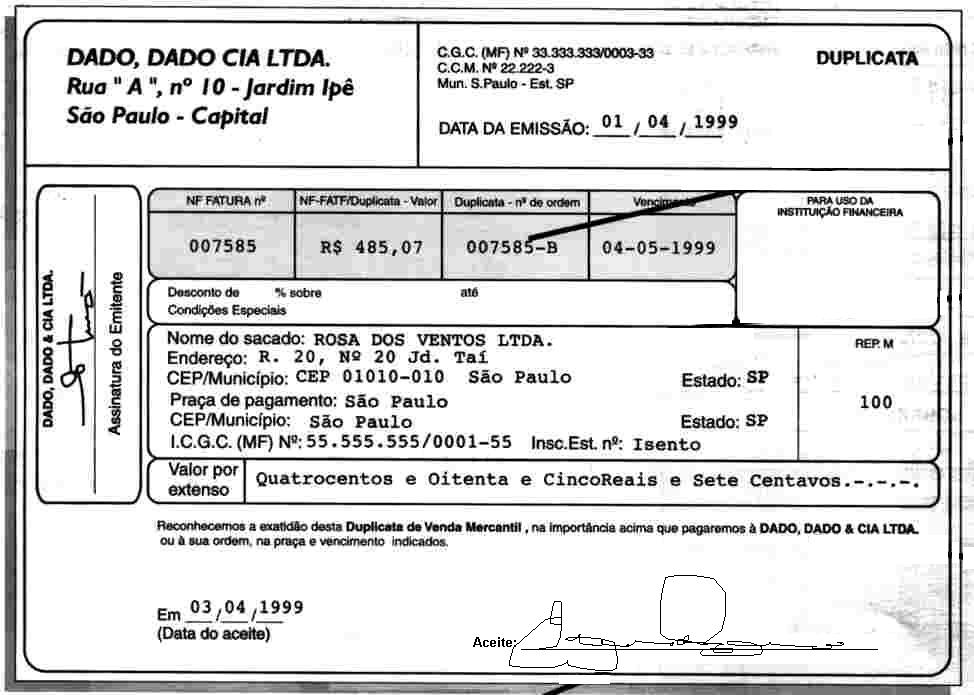 DADO, DADO CIA LTDA.
Rua " A ", nº 10 - Jardim Ipê
São Paulo - Capital
C.G.C. (MF) Nº 33.333.333/0003-33
C.C.M. Nº 22.222-3
Mun. S.Paulo - Est. SP
DATA DA EMISSÃO: 01 / 04 / 1999
DUPLICATA
DADO, DADO & CIA LTDA.
Assinatura do Emitente
NF FATURA nº NF-FATF/Duplicata - Valor Duplicata - nº de ordem Vencimento
007585 R$ 485,07 007585-B 04-05-1999
PARA USO DA
INSTITUIÇÃO FINANCEIRA
Desconto de % sobre até
Condições Especiais
Nome do sacado: ROSA DOS VENTOS LTDA.
Endereço: R. 20, Nº 20 Jd. Taí
CEP/Município: CEP 01010-010 São Paulo Estado: SP
Praça de pagamento: São Paulo
CEP/Município: São Paulo Estado: SP
I.C.G.C. (MF) Nº: 55.555.555/0001-55 Insc.Est. nº: Isento
REP. M
100
Valor por
extenso
Quatrocentos e Oitenta e CincoReais e Sete Centavos.-.-.-.
Reconhecemos a exatidão desta Duplicata de Venda Mercantil , na importância acima que pagaremos à DADO, DADO & CIA LTDA.
ou à sua ordem, na praça e vencimento indicados.
Em 03 / 04 / 1999
(Data do aceite)
Aceite: